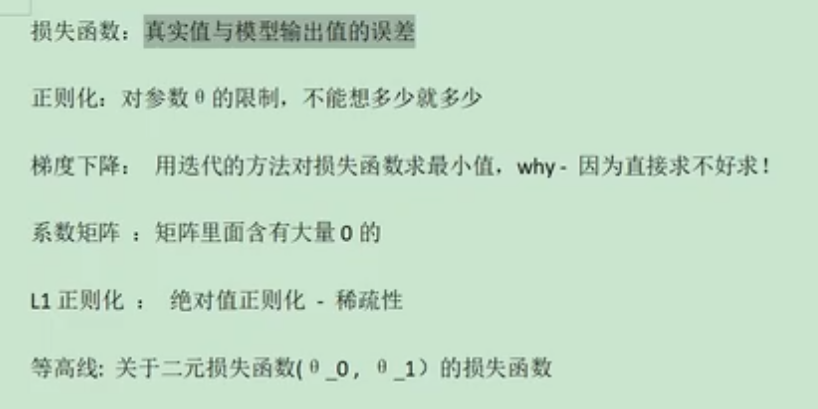 损失函数：真实值与模型输出值的误差
正则化：对参数θ的限制，不能想多少就多少
梯度下降： 用迭代的方法对损失函数求最小值，why - 因为直接求不好求！
系数矩阵 ：矩阵里面含有大量 0 的
L1 正则化 ： 绝对值正则化 - 稀疏性
等高线: 关于二元损失函数(θ_0 , θ_1）的损失函数